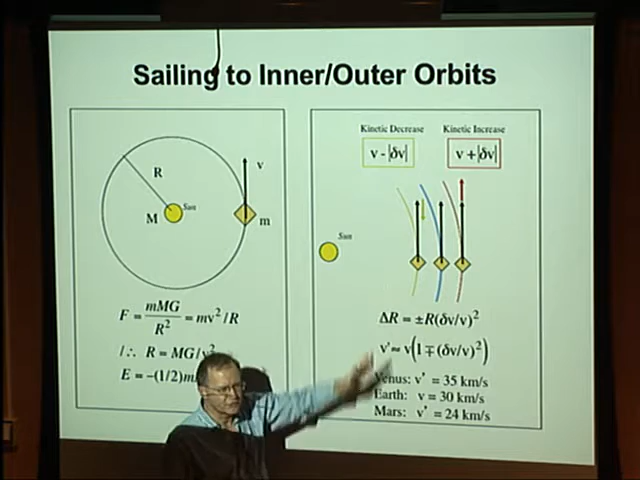 Sailing to Inner/Outer Orbits
R
v
M
Sun
m
F = mMG/R² = mv²/R
/∴ R = MG/v²
E = -(1/2)m
Kinetic Decrease
Kinetic Increase
v - |δv|
v + |δv|
Sun
ΔR = ±R(δv/v)²
v' ≈ v(1∓(δv/v)²)
Venus: v' = 35 km/s
Earth: v = 30 km/s
Mars: v' = 24 km/s